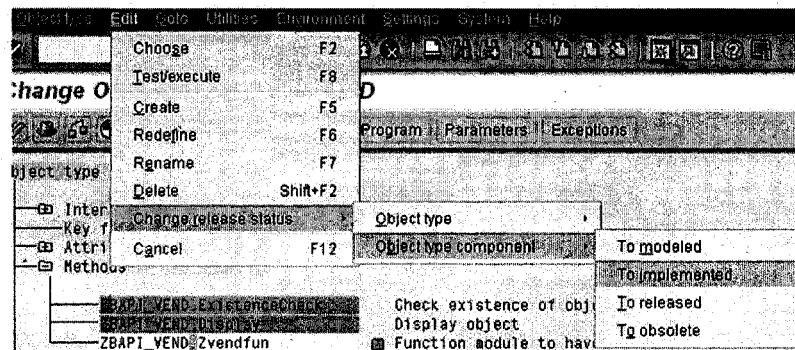 Object type Edit Goto Utilities Environment Settings System Help
Choose F2
Test/execute F8
Change O D
Create F5
Redefine F6
Program Parameters Exceptions
Rename F7
bject type
Delete Shift+F2
Inter
Change release status
Object type
Key f
Attri
Cancel F12
Object type component
To modeled
Methods
To implemented
ZBAPI_VEND.ExistenceCheck Check existence of obj
To released
ZBAPI_VEND.Display Display object
To obsolete
ZBAPI_VEND.Zvendfun Function module to have